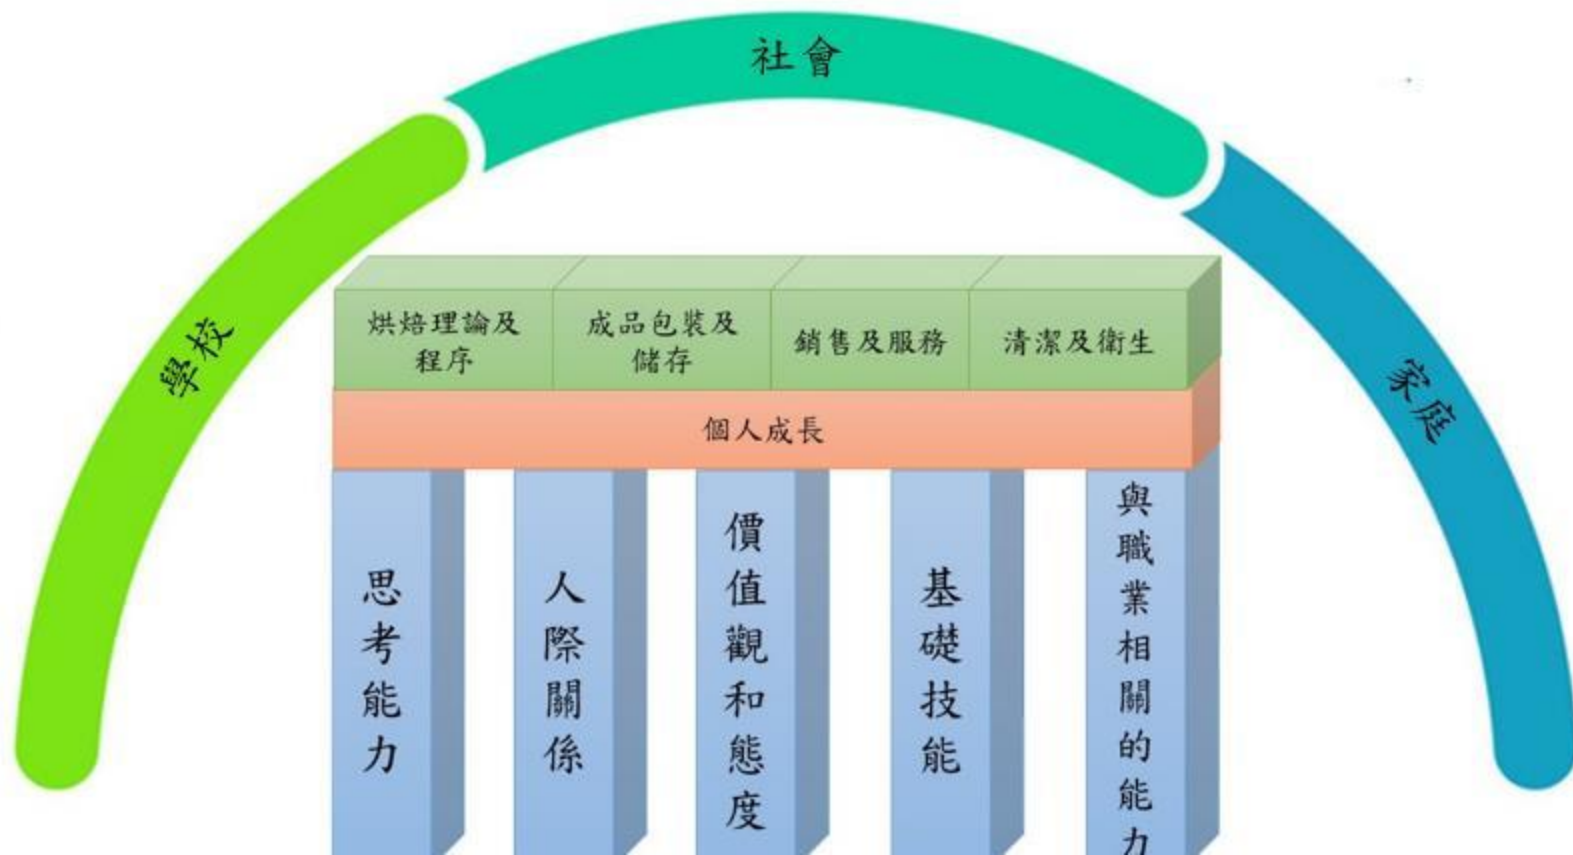 社會
學校
家庭
烘焙理論及
程序
成品包裝及
儲存
銷售及服務
清潔及衛生
個人成長
思考能力
人際關係
價值觀和態度
基礎技能
與職業相關的能力